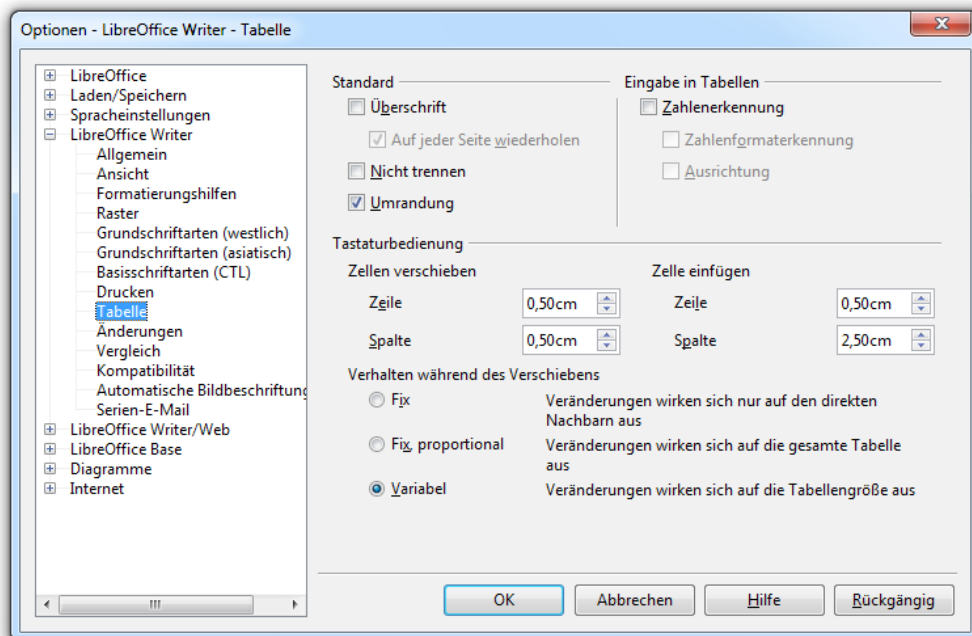 Optionen - LibreOffice Writer - Tabelle
LibreOffice
Laden/Speichern
Spracheinstellungen
LibreOffice Writer
Allgemein
Ansicht
Formatierungshilfen
Raster
Grundschriftarten (westlich)
Grundschriftarten (asiatisch)
Basisschriftarten (CTL)
Drucken
Tabelle
Änderungen
Vergleich
Kompatibilität
Automatische Bildbeschriftung
Serien-E-Mail
LibreOffice Writer/Web
LibreOffice Base
Diagramme
Internet
Standard
Überschrift
Auf jeder Seite wiederholen
Nicht trennen
Umrandung
Eingabe in Tabellen
Zahlenerkennung
Zahlenformaterkennung
Ausrichtung
Tastaturbedienung
Zellen verschieben
Zeile 0,50cm
Spalte 0,50cm
Zelle einfügen
Zeile 0,50cm
Spalte 2,50cm
Verhalten während des Verschiebens
Fix Veränderungen wirken sich nur auf den direkten
Nachbarn aus
Fix, proportional Veränderungen wirken sich auf die gesamte Tabelle
aus
Variabel Veränderungen wirken sich auf die Tabellengröße aus
OK Abbrechen Hilfe Rückgängig